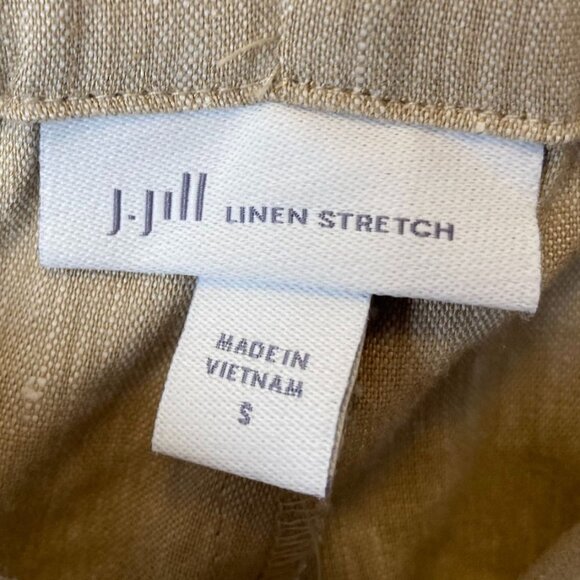 J.Jill LINEN STRETCH
MADE IN
VIETNAM
S